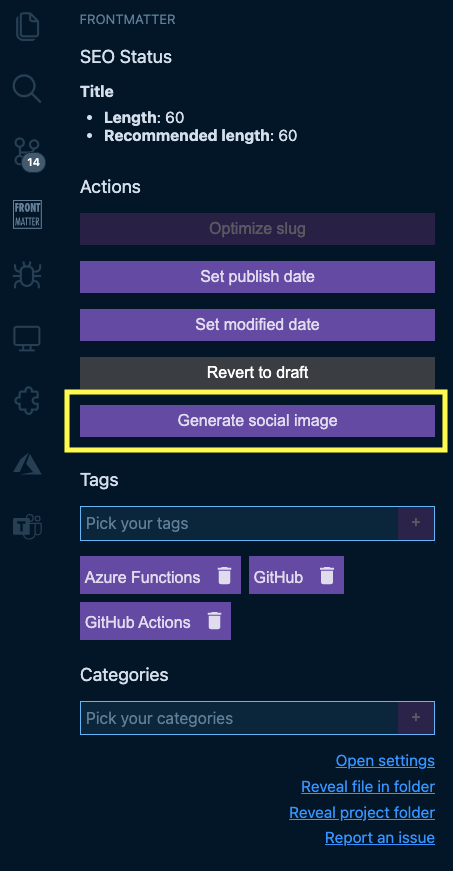 FRONTMATTER
SEO Status
Title
Length: 60
Recommended length: 60
14
FRONT
MATTER
Actions
Optimize slug
Set publish date
Set modified date
Revert to draft
Generate social image
Tags
Pick your tags +
Azure Functions
GitHub
GitHub Actions
Categories
Pick your categories +
Open settings
Reveal file in folder
Reveal project folder
Report an issue
T